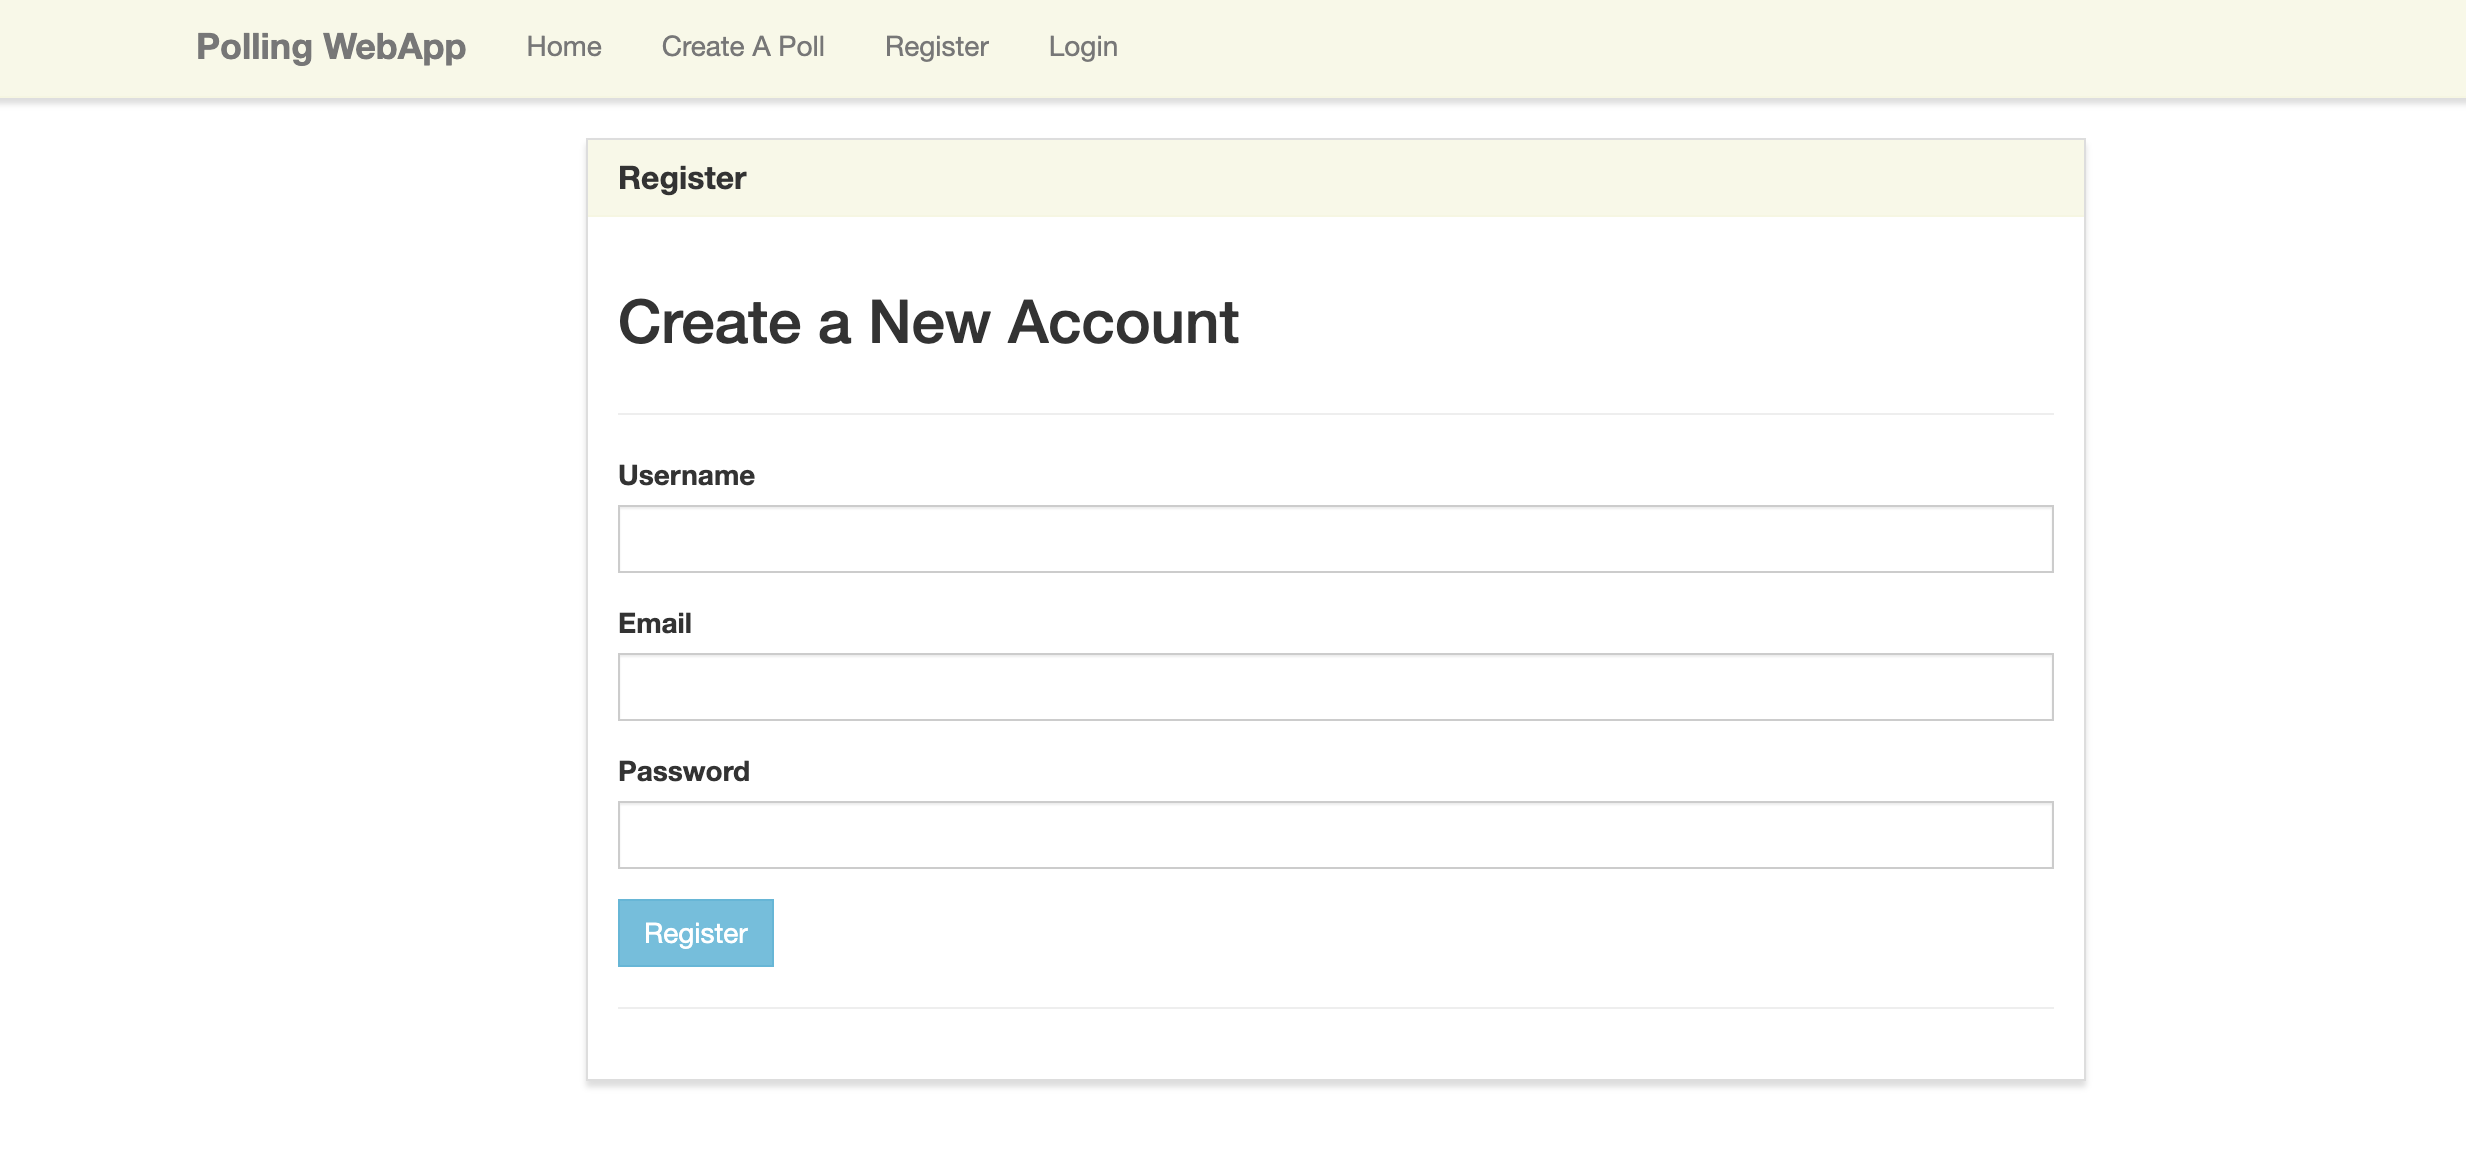 Polling WebApp Home Create A Poll Register Login
Register
Create a New Account
Username
Email
Password
Register